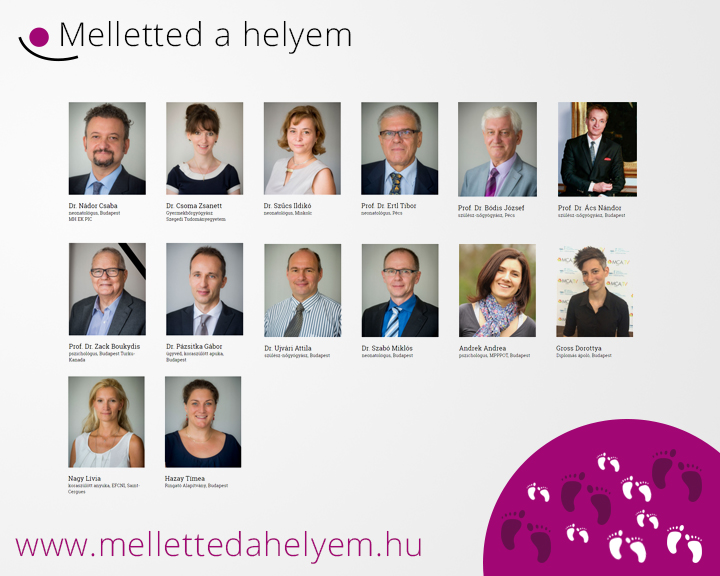 Melletted a helyem
Dr. Nádor Csaba
neonatológus, Budapest
MH EK PIC
Dr. Csoma Zsanett
Gyermekbőrgyógyász
Szegedi Tudományegyetem
Dr. Szűcs Ildikó
neonatológus, Miskolc
Prof. Dr. Ertl Tibor
neonatológus, Pécs
Prof. Dr. Bódis József
szülész-nőgyógyász, Pécs
Prof. Dr. Ács Nándor
szülész-nőgyógyász, Budapest
Prof. Dr. Zack Boukydis
pszichológus, Budapest Turku-
Kanada
Dr. Pázsitka Gábor
ügyvéd, koraszülött apuka,
Budapest
Dr. Ujvári Attila
szülész-nőgyógyász, Budapest
Dr. Szabó Miklós
neonatológus, Budapest
Andrek Andrea
pszichológus, MPPPOT, Budapest
Gross Dorottya
Diplomás ápoló, Budapest
Nagy Lívia
koraszülött anyuka, EFCNI, Saint-
Cergues
Hazay Tímea
Ringató Alapítvány, Budapest
www.mellettedahelyem.hu